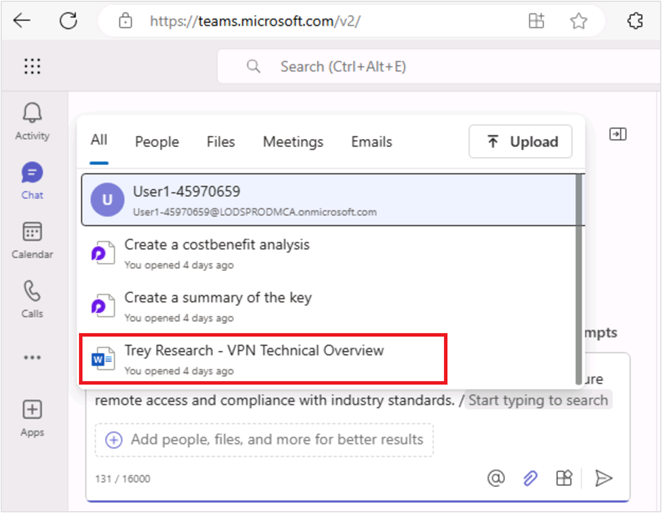 https://teams.microsoft.com/v2/
Search (Ctrl+Alt+E)
Activity
Chat
Calendar
Calls
Apps
All People Files Meetings Emails Upload
U
User1-45970659
User1-45970659@LODSPRODMCA.onmicrosoft.com
Create a costbenefit analysis
You opened 4 days ago
Create a summary of the key
You opened 4 days ago
Trey Research - VPN Technical Overview
You opened 4 days ago
mpts
ure
remote access and compliance with industry standards. / Start typing to search
Add people, files, and more for better results
131 / 16000